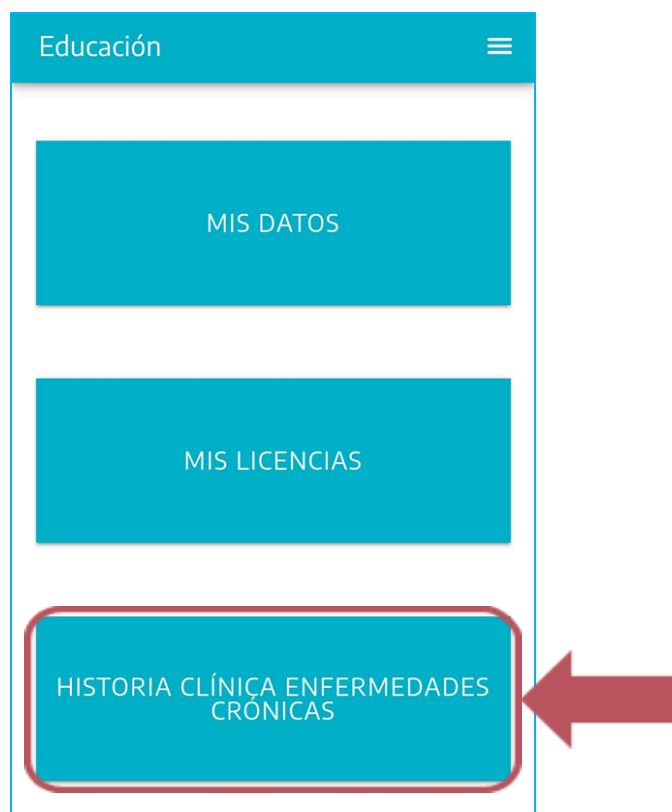 Educación
MIS DATOS
MIS LICENCIAS
HISTORIA CLÍNICA ENFERMEDADES
CRÓNICAS